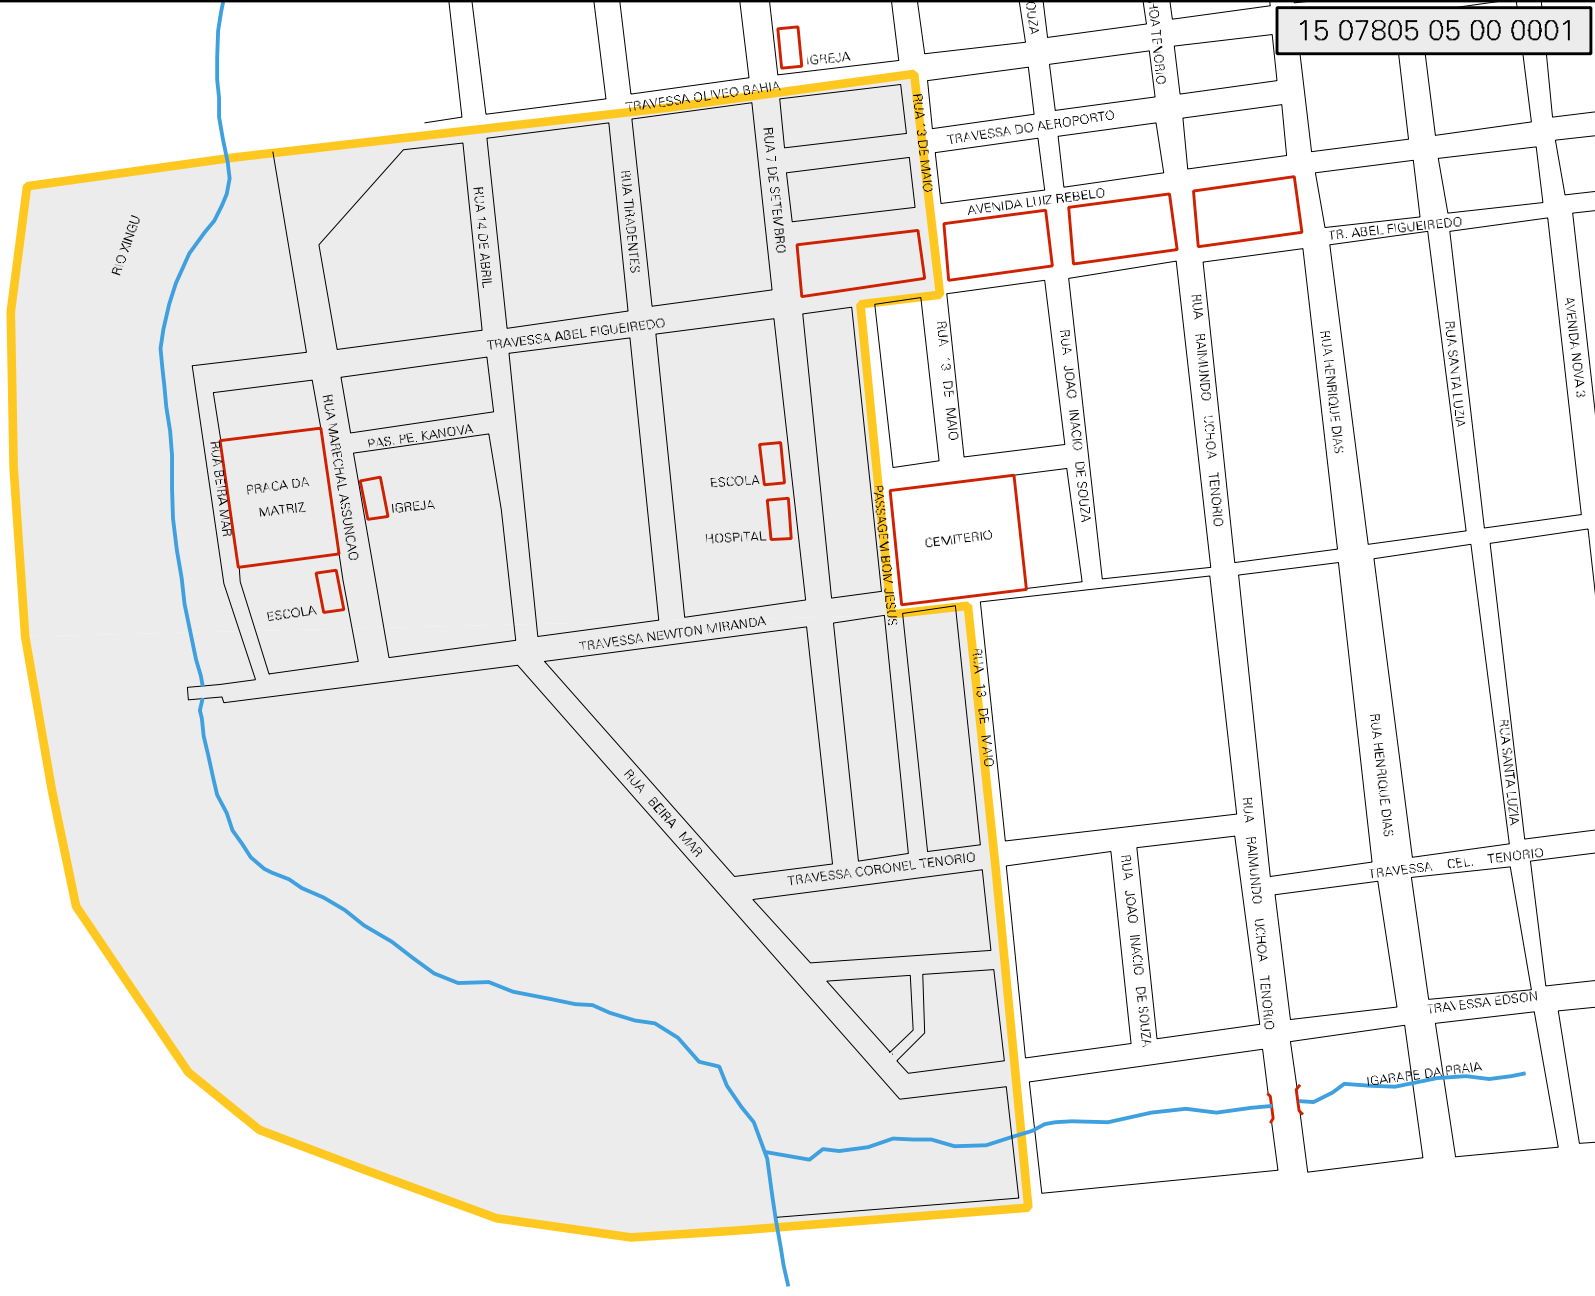 15 07805 05 00 0001
OUZA
HOA TENORIO
IGREJA
TRAVESSA OLIVEO BAHIA
RUA 13 DE MAIO
TRAVESSA DO AEROPORTO
RUA 7 DE SETEMBRO
RUA TIRADENTES
RUA 14 DE ABRIL
AVENIDA LUIZ REBELO
TR. ABEL FIGUEIREDO
RIO XINGU
TRAVESSA ABEL FIGUEIREDO
RUA 13 DE MAIO
RUA JOAO INACIO DE SOUZA
RUA RAIMUNDO UCHOA TENORIO
RUA HENRIQUE DIAS
RUA SANTA LUZIA
AVENIDA NOVA 3
RUA MARECHAL ASSUNCAO
PAS. PE. KANOVA
RUA BEIRA MAR
PRACA DA
MATRIZ
IGREJA
ESCOLA
HOSPITAL
PASSAGEM BOM JESUS
CEMITERIO
ESCOLA
TRAVESSA NEWTON MIRANDA
RUA 13 DE MAIO
RUA BEIRA MAR
RUA HENRIQUE DIAS
RUA SANTA LUZIA
RUA RAIMUNDO UCHOA TENORIO
TRAVESSA CORONEL TENORIO
RUA JOAO INACIO DE SOUZA
TRAVESSA CEL. TENORIO
TRAVESSA EDSON
IGARAPE DA PRAIA